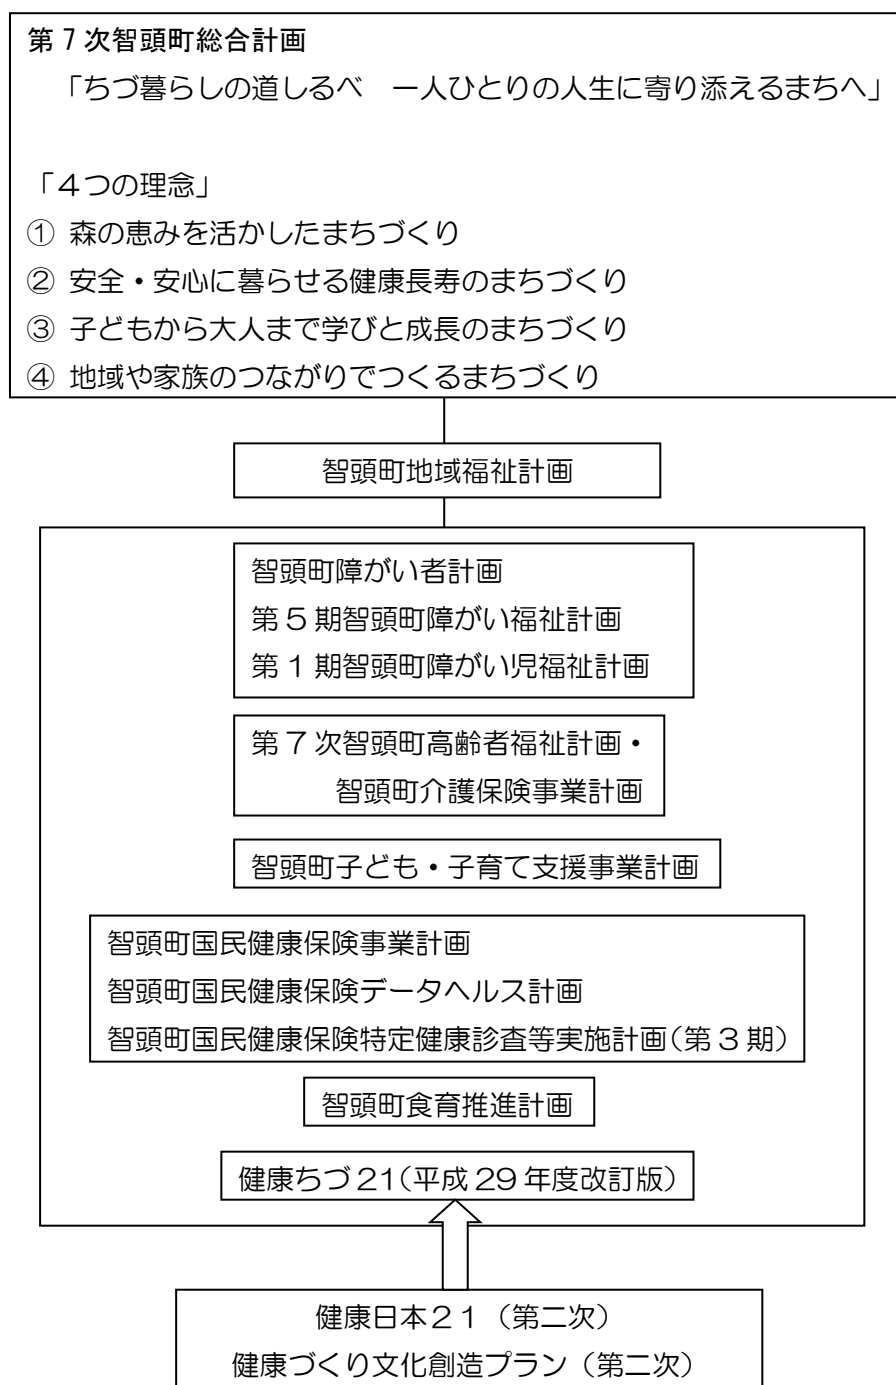 第7次智頭町総合計画
「ちづ暮らしの道しるべ　一人ひとりの人生に寄り添えるまちへ」
「４つの理念」
① 森の恵みを活かしたまちづくり
② 安全・安心に暮らせる健康長寿のまちづくり
③ 子どもから大人まで学びと成長のまちづくり
④ 地域や家族のつながりでつくるまちづくり
智頭町地域福祉計画
智頭町障がい者計画
第５期智頭町障がい福祉計画
第１期智頭町障がい児福祉計画
第７次智頭町高齢者福祉計画・
智頭町介護保険事業計画
智頭町子ども・子育て支援事業計画
智頭町国民健康保険事業計画
智頭町国民健康保険データヘルス計画
智頭町国民健康保険特定健康診査等実施計画（第３期）
智頭町食育推進計画
健康ちづ21（平成29年度改訂版）
健康日本２１（第二次）
健康づくり文化創造プラン（第二次）